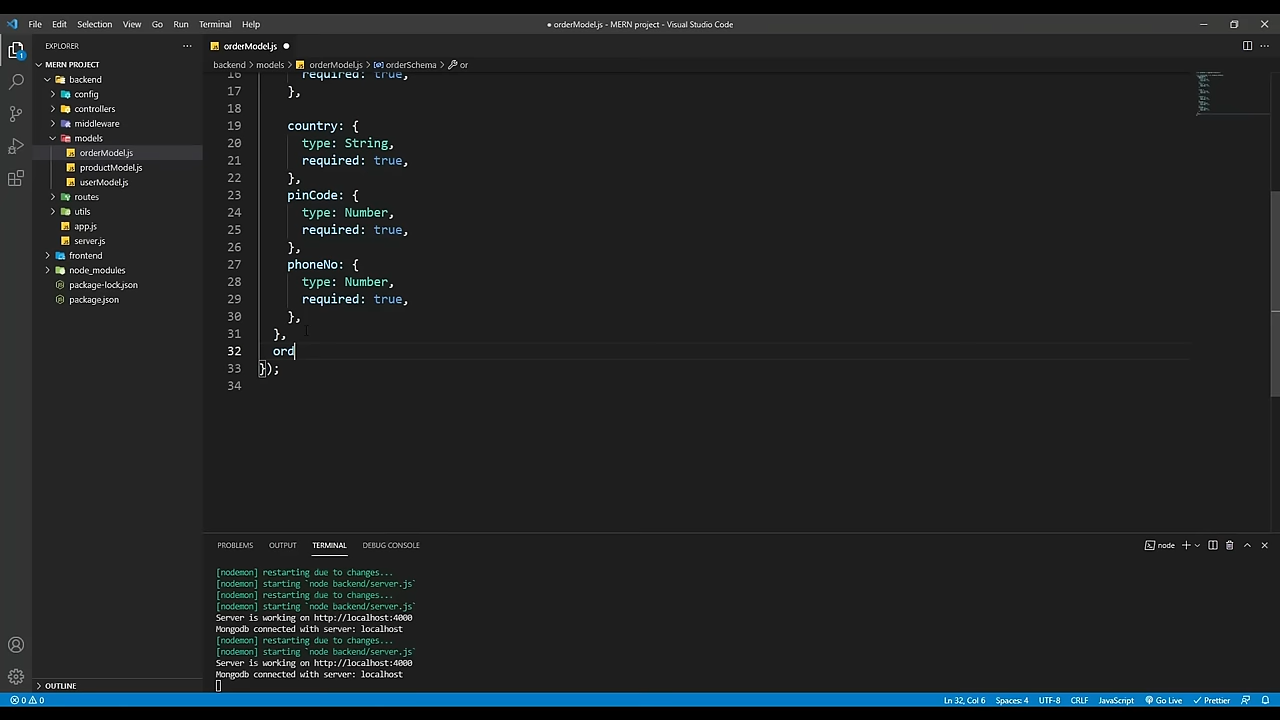 File Edit Selection View Go Run Terminal Help
● orderModel.js - MERN project - Visual Studio Code
EXPLORER
MERN PROJECT
backend
config
controllers
middleware
models
orderModel.js
productModel.js
userModel.js
routes
utils
app.js
server.js
frontend
node_modules
package-lock.json
package.json
OUTLINE
1
orderModel.js
backend > models > orderModel.js > orderSchema > or
16 required: true,
17 },
18
19 country: {
20 type: String,
21 required: true,
22 },
23 pinCode: {
24 type: Number,
25 required: true,
26 },
27 phoneNo: {
28 type: Number,
29 required: true,
30 },
31 },
32 ord
33 });
34
PROBLEMS OUTPUT TERMINAL DEBUG CONSOLE
node
[nodemon] restarting due to changes...
[nodemon] starting `node backend/server.js`
[nodemon] restarting due to changes...
[nodemon] starting `node backend/server.js`
Server is working on http://localhost:4000
Mongodb connected with server: localhost
[nodemon] restarting due to changes...
[nodemon] starting `node backend/server.js`
Server is working on http://localhost:4000
Mongodb connected with server: localhost
0 0
Ln 32, Col 6 Spaces: 4 UTF-8 CRLF JavaScript Go Live Prettier